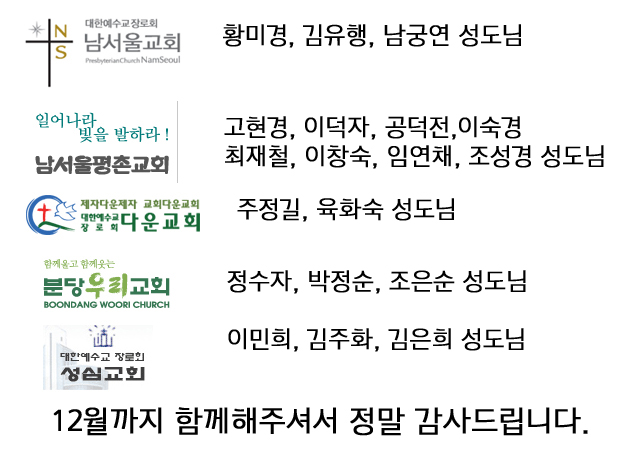 대한예수교장로회
N
S
남서울교회
PresbyterianChurch NamSeoul
황미경, 김유행, 남궁연 성도님
일어나라
빛을 발하라!
남서울평촌교회
고현경, 이덕자, 공덕전,이숙경
최재철, 이창숙, 임연채, 조성경 성도님
제자다운제자 교회다운교회
대한예수교
장로회
다운교회
주정길, 육화숙 성도님
함께울고 함께웃는
분당우리교회
BOONDANG WOORI CHURCH
정수자, 박정순, 조은순 성도님
대한예수교 장로회
성심교회
이민희, 김주화, 김은희 성도님
12월까지 함께해주셔서 정말 감사드립니다.